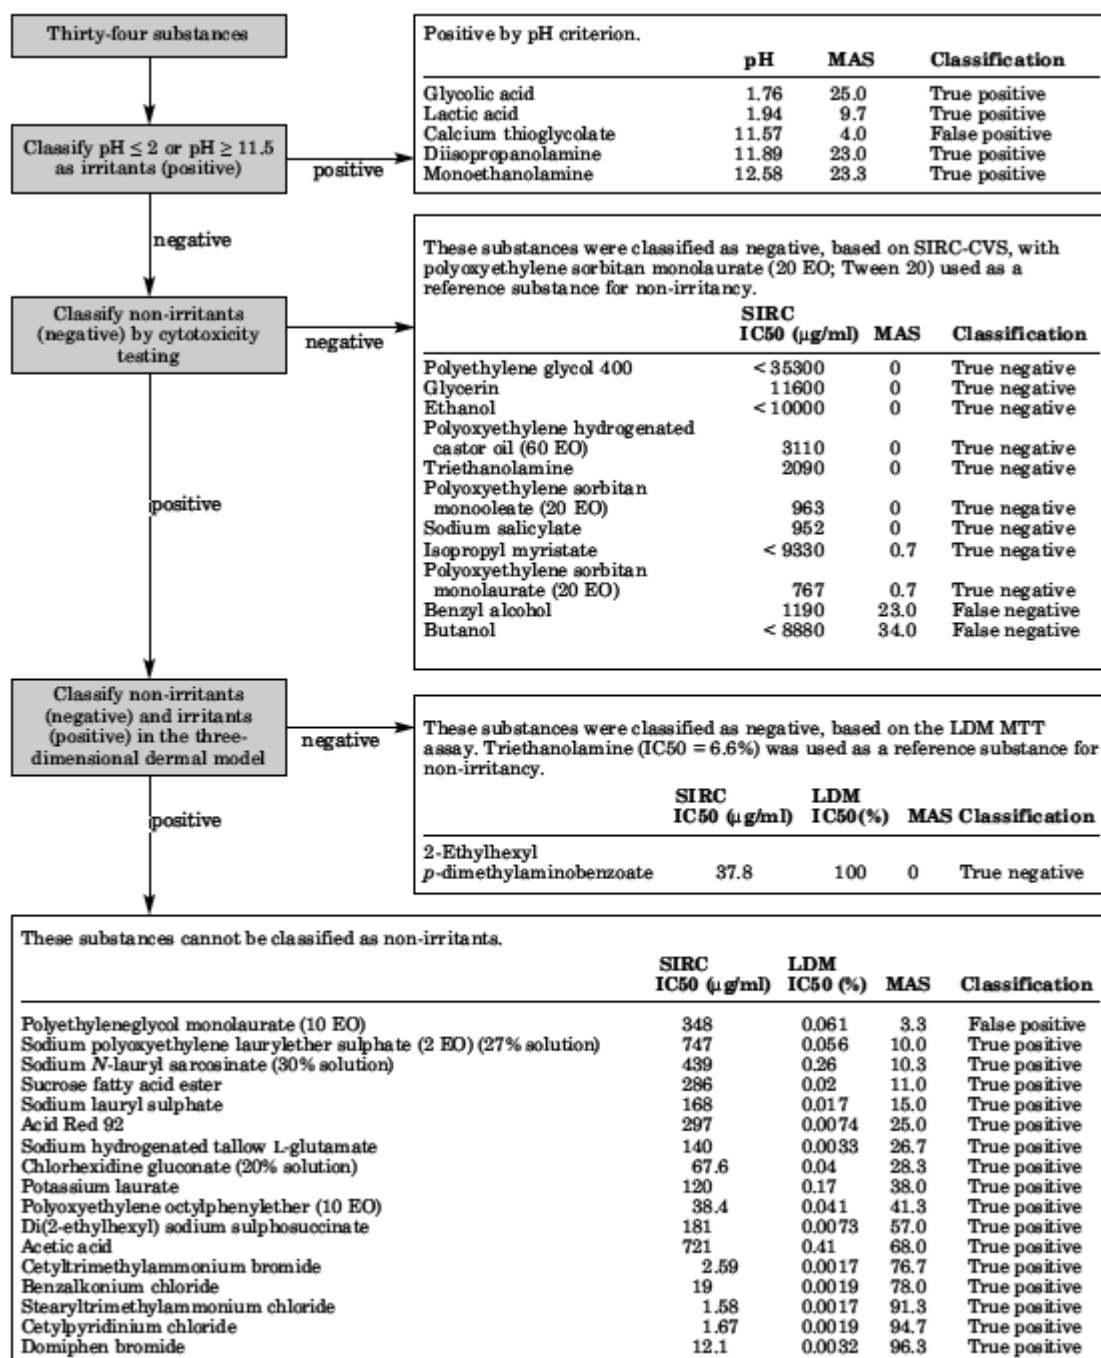 Thirty-four substances
Classify pH ≤ 2 or pH ≥ 11.5
as irritants (positive)
positive
Positive by pH criterion.
pH MAS Classification
Glycolic acid 1.76 25.0 True positive
Lactic acid 1.94 9.7 True positive
Calcium thioglycolate 11.57 4.0 False positive
Diisopropanolamine 11.89 23.0 True positive
Monoethanolamine 12.58 23.3 True positive
negative
Classify non-irritants
(negative) by cytotoxicity
testing
negative
These substances were classified as negative, based on SIRC-CVS, with
polyoxyethylene sorbitan monolaurate (20 EO; Tween 20) used as a
reference substance for non-irritancy.
SIRC
IC50 (μg/ml) MAS Classification
Polyethylene glycol 400 < 35300 0 True negative
Glycerin 11600 0 True negative
Ethanol < 10000 0 True negative
Polyoxyethylene hydrogenated
castor oil (60 EO) 3110 0 True negative
Triethanolamine 2090 0 True negative
Polyoxyethylene sorbitan
monooleate (20 EO) 963 0 True negative
Sodium salicylate 952 0 True negative
Isopropyl myristate < 9330 0.7 True negative
Polyoxyethylene sorbitan
monolaurate (20 EO) 767 0.7 True negative
Benzyl alcohol 1190 23.0 False negative
Butanol < 8880 34.0 False negative
positive
Classify non-irritants
(negative) and irritants
(positive) in the three-
dimensional dermal model
negative
These substances were classified as negative, based on the LDM MTT
assay. Triethanolamine (IC50 = 6.6%) was used as a reference substance for
non-irritancy.
SIRC LDM
IC50 (μg/ml) IC50(%) MAS Classification
2-Ethylhexyl
p-dimethylaminobenzoate 37.8 100 0 True negative
positive
These substances cannot be classified as non-irritants.
SIRC LDM
IC50 (μg/ml) IC50 (%) MAS Classification
Polyethyleneglycol monolaurate (10 EO) 348 0.061 3.3 False positive
Sodium polyoxyethylene laurylether sulphate (2 EO) (27% solution) 747 0.056 10.0 True positive
Sodium N-lauryl sarcosinate (30% solution) 439 0.26 10.3 True positive
Sucrose fatty acid ester 286 0.02 11.0 True positive
Sodium lauryl sulphate 168 0.017 15.0 True positive
Acid Red 92 297 0.0074 25.0 True positive
Sodium hydrogenated tallow L-glutamate 140 0.0033 26.7 True positive
Chlorhexidine gluconate (20% solution) 67.6 0.04 28.3 True positive
Potassium laurate 120 0.17 38.0 True positive
Polyoxyethylene octylphenylether (10 EO) 38.4 0.041 41.3 True positive
Di(2-ethylhexyl) sodium sulphosuccinate 181 0.0073 57.0 True positive
Acetic acid 721 0.41 68.0 True positive
Cetyltrimethylammonium bromide 2.59 0.0017 76.7 True positive
Benzalkonium chloride 19 0.0019 78.0 True positive
Stearyltrimethylammonium chloride 1.58 0.0017 91.3 True positive
Cetylpyridinium chloride 1.67 0.0019 94.7 True positive
Domiphen bromide 12.1 0.0032 96.3 True positive